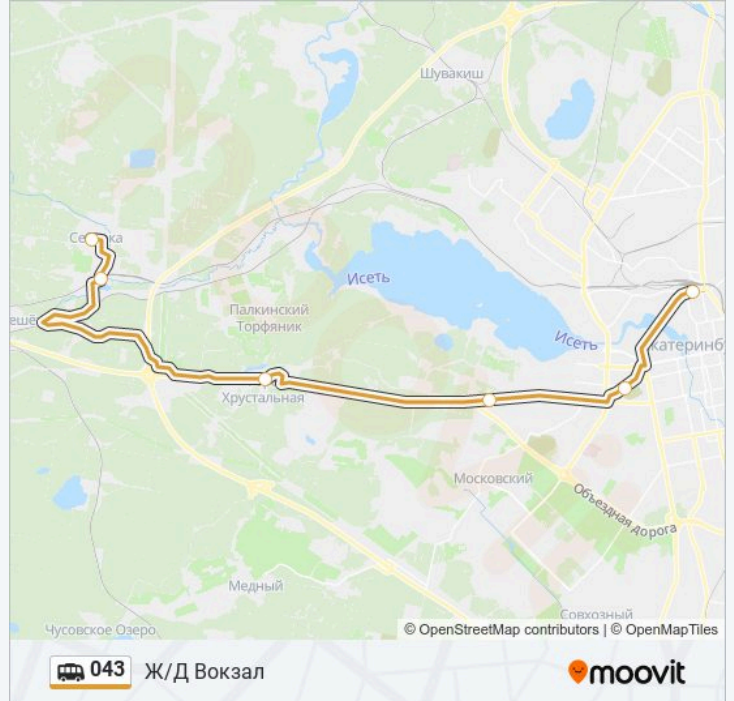 Шувакиш
Исеть
Палкинский
Торфяник
Исеть
Хрустальная
Московский
Объездная дорога
Медный
Совхозный
Чусовское Озеро
© OpenStreetMap contributors | © OpenMapTiles
043 Ж/Д Вокзал
moovit